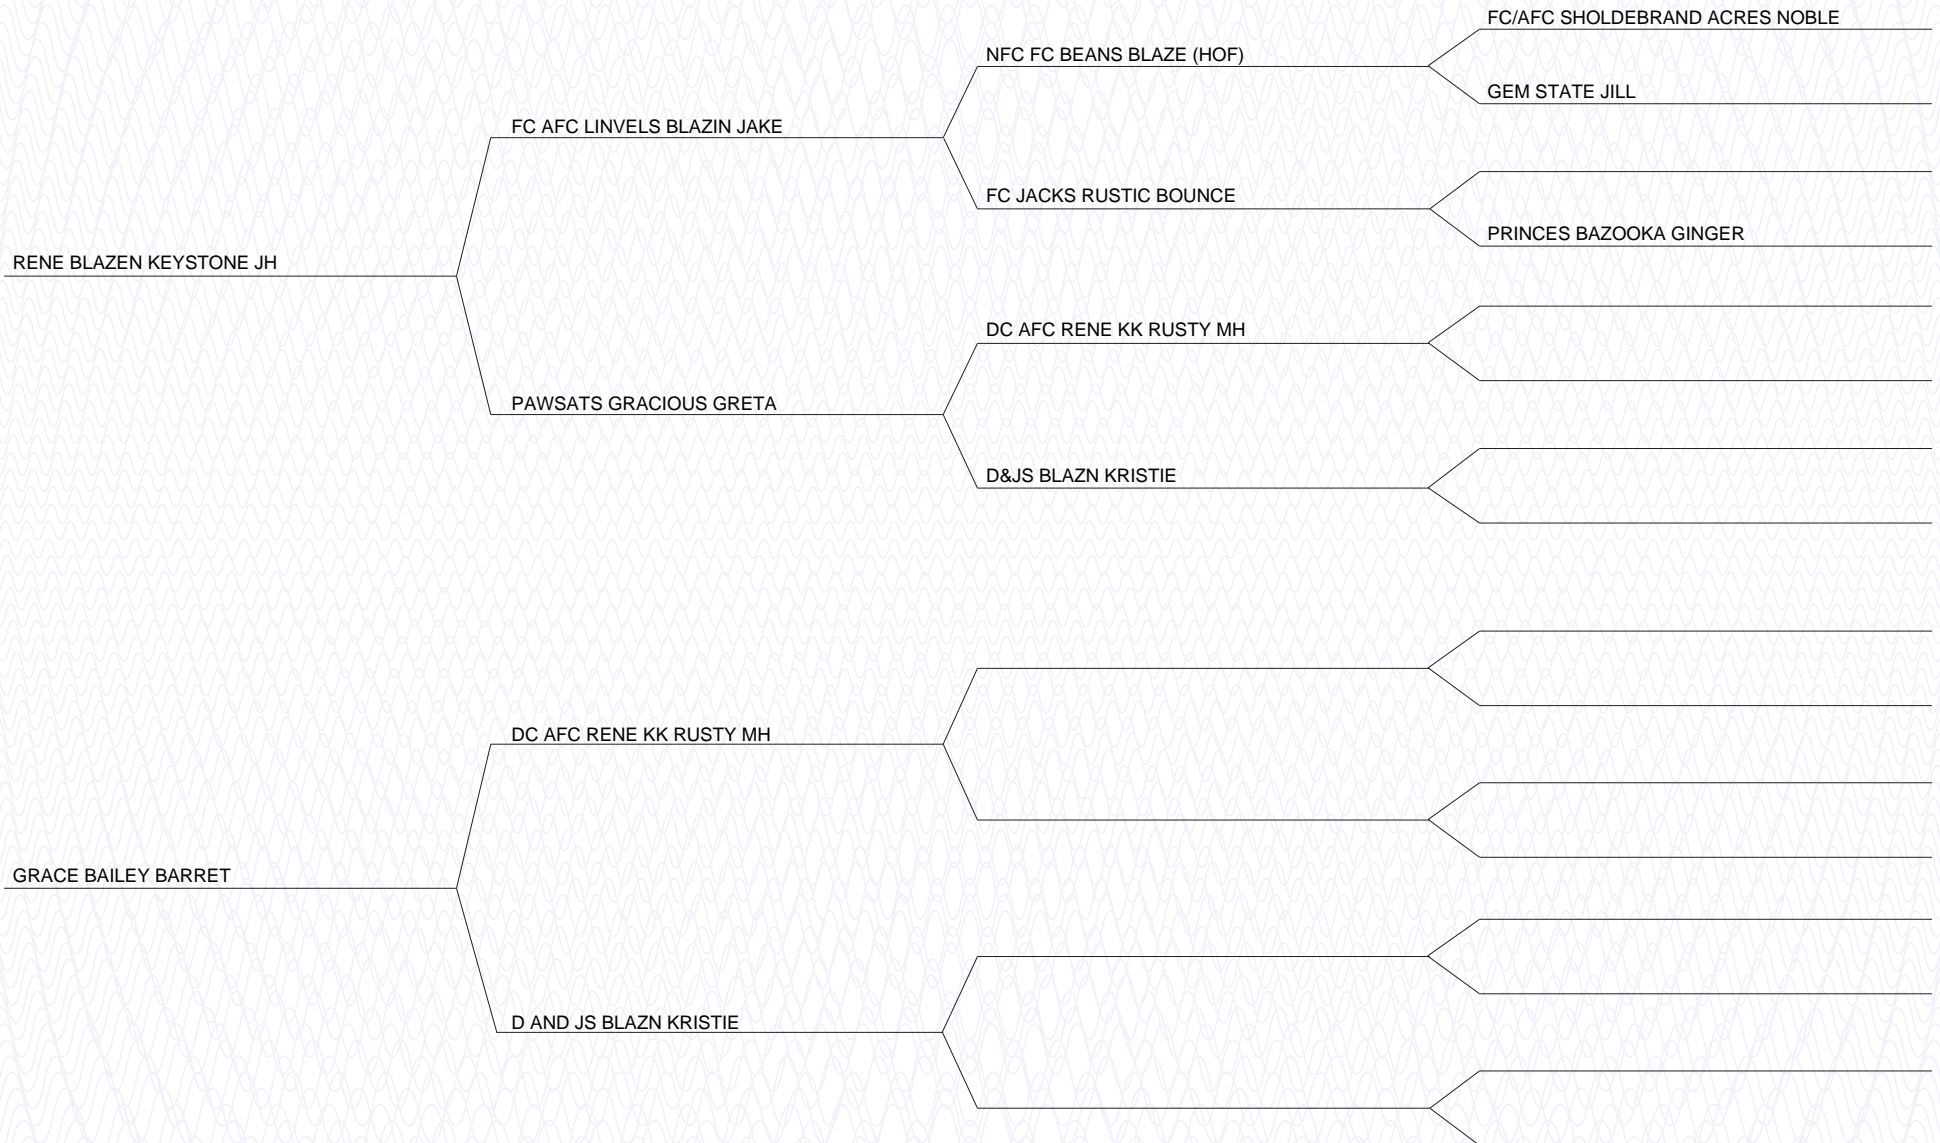 FC/AFC SHOLDEBRAND ACRES NOBLE
NFC FC BEANS BLAZE (HOF)
GEM STATE JILL
FC AFC LINVELS BLAZIN JAKE
FC JACKS RUSTIC BOUNCE
PRINCES BAZOOKA GINGER
RENE BLAZEN KEYSTONE JH
DC AFC RENE KK RUSTY MH
PAWSATS GRACIOUS GRETA
D&JS BLAZN KRISTIE
DC AFC RENE KK RUSTY MH
GRACE BAILEY BARRET
D AND JS BLAZN KRISTIE